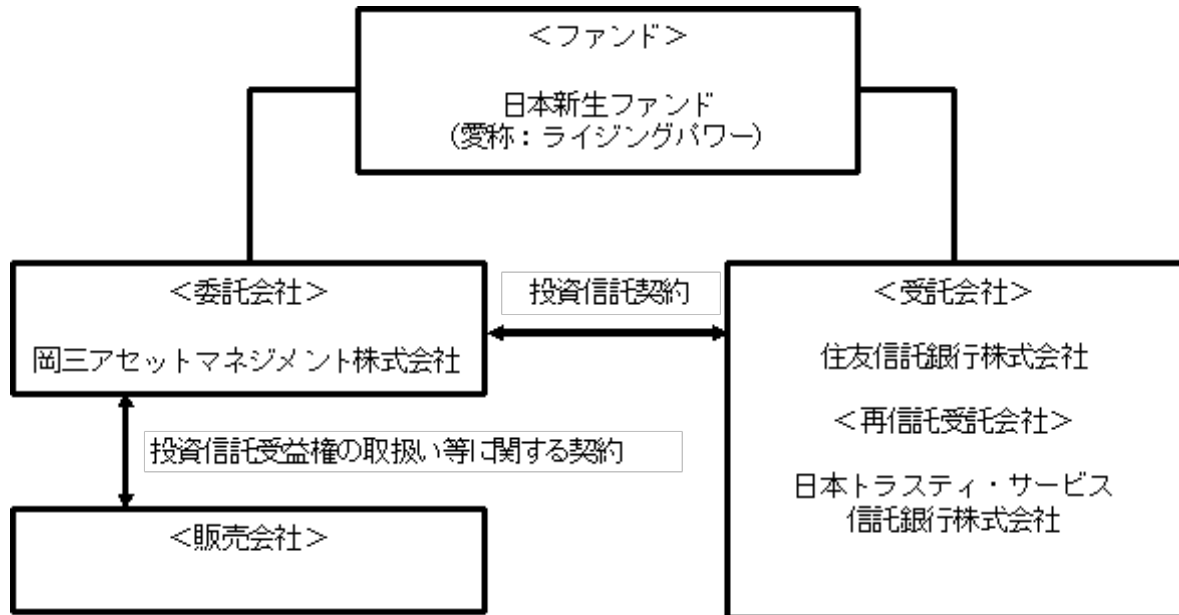 ＜ファンド＞
日本新生ファンド
（愛称：ライジングパワー）
＜委託会社＞
岡三アセットマネジメント株式会社
投資信託契約
＜受託会社＞
住友信託銀行株式会社
＜再信託受託会社＞
日本トラスティ・サービス
信託銀行株式会社
投資信託受益権の取扱い等に関する契約
＜販売会社＞